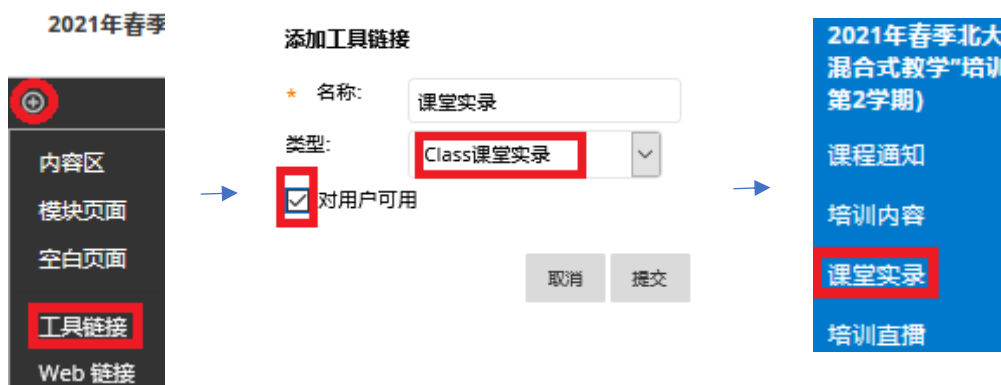 2021年春季
内容区
模块页面
空白页面
工具链接
Web 链接
添加工具链接
* 名称:
课堂实录
类型:
Class课堂实录
对用户可用
取消
提交
2021年春季北大
混合式教学"培训
第2学期)
课程通知
培训内容
课堂实录
培训直播